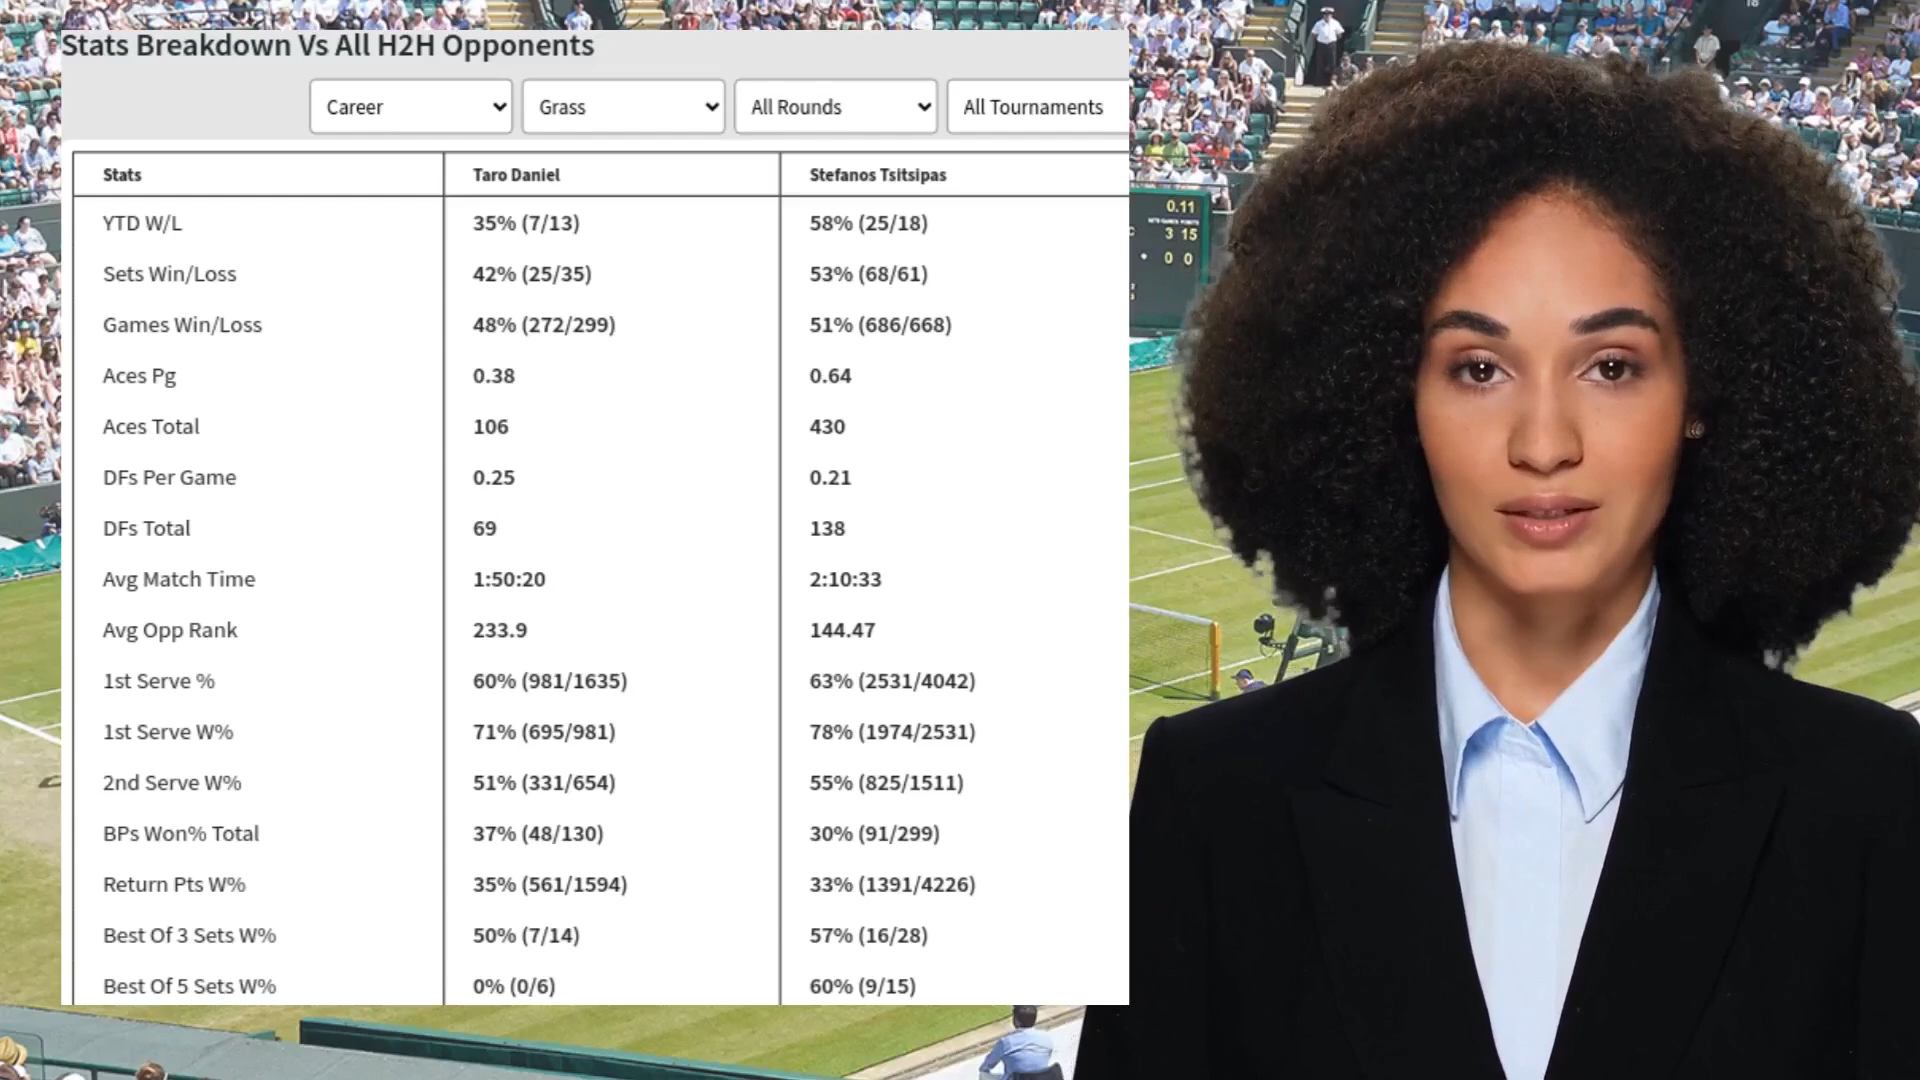 Stats Breakdown Vs All H2H Opponents
Career Grass All Rounds All Tournaments
Stats Taro Daniel Stefanos Tsitsipas
YTD W/L 35% (7/13) 58% (25/18)
Sets Win/Loss 42% (25/35) 53% (68/61)
Games Win/Loss 48% (272/299) 51% (686/668)
Aces Pg 0.38 0.64
Aces Total 106 430
DFs Per Game 0.25 0.21
DFs Total 69 138
Avg Match Time 1:50:20 2:10:33
Avg Opp Rank 233.9 144.47
1st Serve % 60% (981/1635) 63% (2531/4042)
1st Serve W% 71% (695/981) 78% (1974/2531)
2nd Serve W% 51% (331/654) 55% (825/1511)
BPs Won% Total 37% (48/130) 30% (91/299)
Return Pts W% 35% (561/1594) 33% (1391/4226)
Best Of 3 Sets W% 50% (7/14) 57% (16/28)
Best Of 5 Sets W% 0% (0/6) 60% (9/15)
18
0.11
3 15
0 0